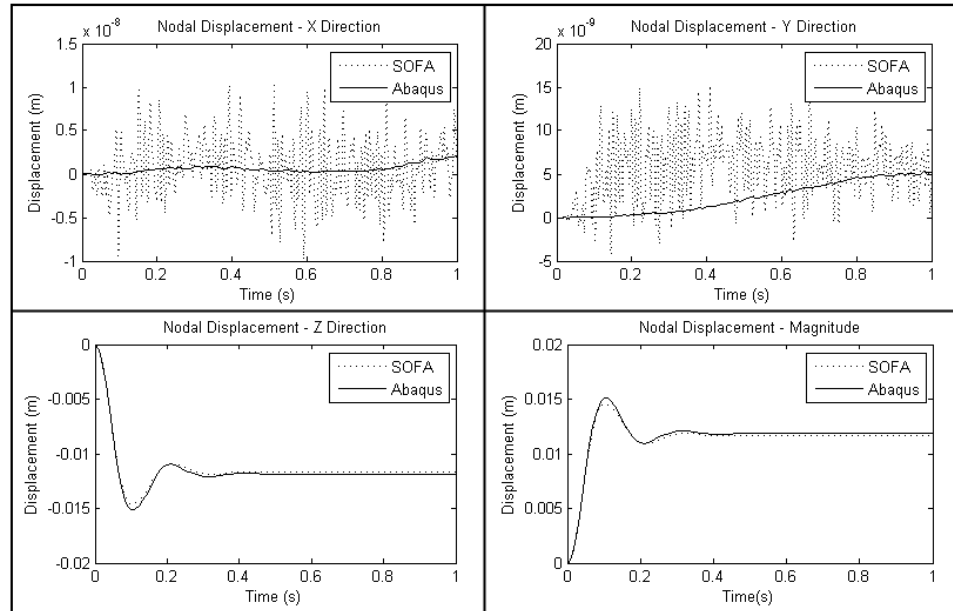 Nodal Displacement - X Direction
x 10^-8
1.5
1
0.5
0
-0.5
-1
Displacement (m)
SOFA
Abaqus
0 0.2 0.4 0.6 0.8 1
Time (s)
Nodal Displacement - Y Direction
x 10^-9
20
15
10
5
0
-5
Displacement (m)
SOFA
Abaqus
0 0.2 0.4 0.6 0.8 1
Time (s)
Nodal Displacement - Z Direction
0
-0.005
-0.01
-0.015
-0.02
Displacement (m)
SOFA
Abaqus
0 0.2 0.4 0.6 0.8 1
Time (s)
Nodal Displacement - Magnitude
0.02
0.015
0.01
0.005
0
Displacement (m)
SOFA
Abaqus
0 0.2 0.4 0.6 0.8 1
Time(s)